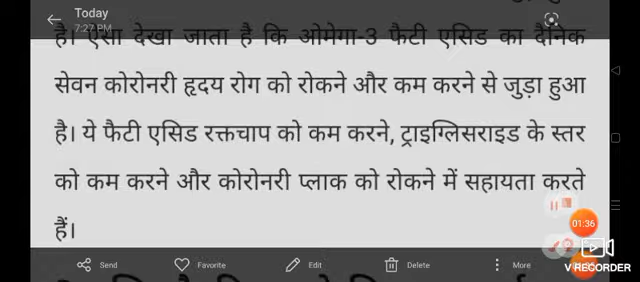 Today
7:27 PM
है। ऐसा देखा जाता है कि ओमेगा-3 फैटी एसिड का दैनिक
सेवन कोरोनरी हृदय रोग को रोकने और कम करने से जुड़ा हुआ
है। ये फैटी एसिड रक्तचाप को कम करने, ट्राइग्लिसराइड के स्तर
को कम करने और कोरोनरी प्लाक को रोकने में सहायता करते
हैं।
01:36
Send Favorite Edit Delete More
V RECORDER